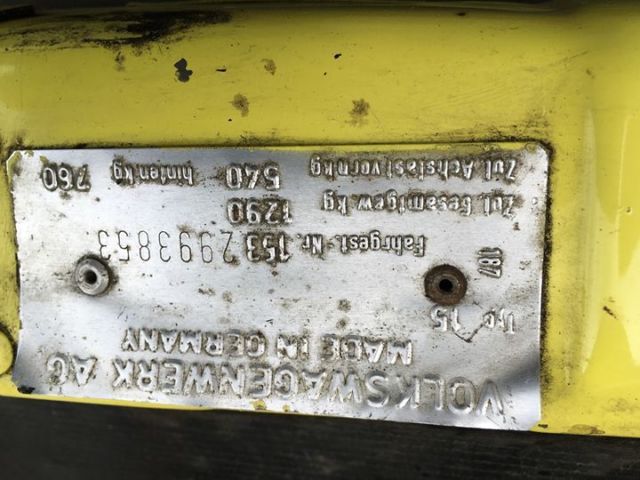 VOLKSWAGENWERK AG
MADE IN GERMANY
Typ 15
187 Fahrgest.-Nr. 153 2993853
Zul. Gesamtgew. kg 1290
Zul. Achslast vorn kg 540 hinten kg 760